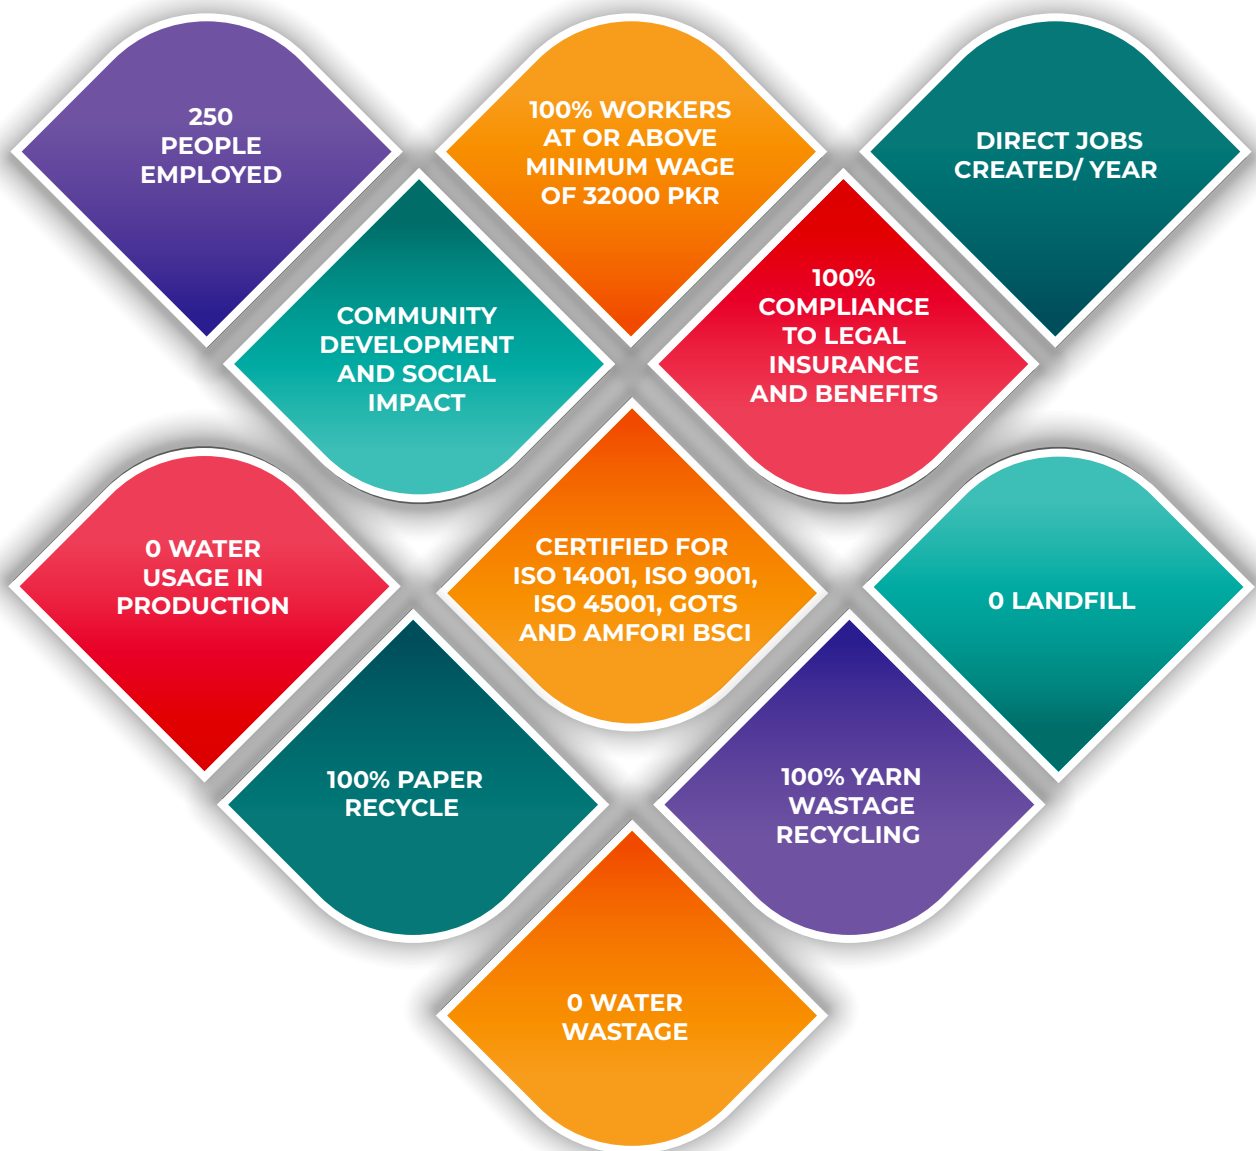 250
PEOPLE
EMPLOYED
100% WORKERS
AT OR ABOVE
MINIMUM WAGE
OF 32000 PKR
DIRECT JOBS
CREATED/ YEAR
COMMUNITY
DEVELOPMENT
AND SOCIAL
IMPACT
100%
COMPLIANCE
TO LEGAL
INSURANCE
AND BENEFITS
0 WATER
USAGE IN
PRODUCTION
CERTIFIED FOR
ISO 14001, ISO 9001,
ISO 45001, GOTS
AND AMFORI BSCI
0 LANDFILL
100% PAPER
RECYCLE
100% YARN
WASTAGE
RECYCLING
0 WATER
WASTAGE